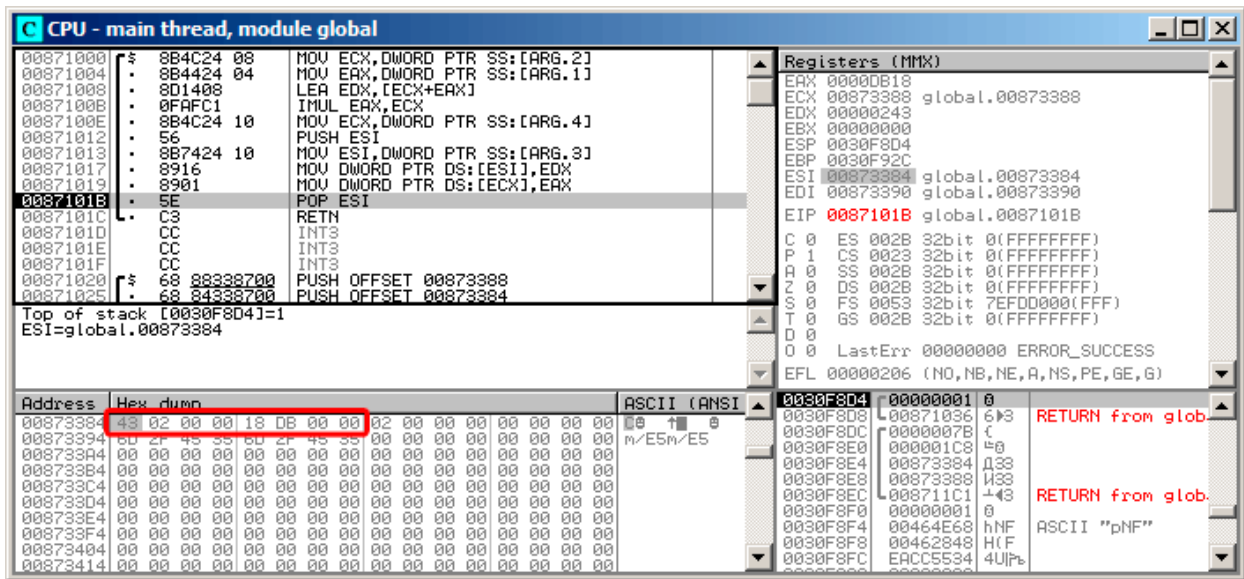 C CPU - main thread, module global
00871000 $ 8B4C24 08 MOV ECX,DWORD PTR SS:[ARG.2]
00871004 . 8B4424 04 MOV EAX,DWORD PTR SS:[ARG.1]
00871008 . 8D1408 LEA EDX,[ECX+EAX]
0087100B . 0FAFC1 IMUL EAX,ECX
0087100E . 8B4C24 10 MOV ECX,DWORD PTR SS:[ARG.4]
00871012 . 56 PUSH ESI
00871013 . 8B7424 10 MOV ESI,DWORD PTR SS:[ARG.3]
00871017 . 8916 MOV DWORD PTR DS:[ESI],EDX
00871019 . 8901 MOV DWORD PTR DS:[ECX],EAX
0087101B . 5E POP ESI
0087101C . C3 RETN
0087101D CC INT3
0087101E CC INT3
0087101F CC INT3
00871020 $ 68 88338700 PUSH OFFSET 00873388
00871025 . 68 84338700 PUSH OFFSET 00873384
Top of stack [0030F8D4]=1
ESI=global.00873384
Registers (MMX)
EAX 0000DB18
ECX 00873388 global.00873388
EDX 00000243
EBX 00000000
ESP 0030F8D4
EBP 0030F92C
ESI 00873384 global.00873384
EDI 00873390 global.00873390
EIP 0087101B global.0087101B
C 0 ES 002B 32bit 0(FFFFFFFF)
P 1 CS 0023 32bit 0(FFFFFFFF)
A 0 SS 002B 32bit 0(FFFFFFFF)
Z 0 DS 002B 32bit 0(FFFFFFFF)
S 0 FS 0053 32bit 7EFDD000(FFF)
T 0 GS 002B 32bit 0(FFFFFFFF)
D 0
O 0 LastErr 00000000 ERROR_SUCCESS
EFL 00000206 (NO,NB,NE,A,NS,PE,GE,G)
Address Hex dump ASCII (ANSI
00873384 43 02 00 00 18 DB 00 00 02 00 00 00 00 00 00 00
00873394 6D 2F 45 35 6D 2F 45 35 00 00 00 00 00 00 00 00 m/E5m/E5
008733A4 00 00 00 00 00 00 00 00 00 00 00 00 00 00 00 00
008733B4 00 00 00 00 00 00 00 00 00 00 00 00 00 00 00 00
008733C4 00 00 00 00 00 00 00 00 00 00 00 00 00 00 00 00
008733D4 00 00 00 00 00 00 00 00 00 00 00 00 00 00 00 00
008733E4 00 00 00 00 00 00 00 00 00 00 00 00 00 00 00 00
008733F4 00 00 00 00 00 00 00 00 00 00 00 00 00 00 00 00
00873404 00 00 00 00 00 00 00 00 00 00 00 00 00 00 00 00
00873414 00 00 00 00 00 00 00 00 00 00 00 00 00 00 00 00
0030F8D4 00000001
0030F8D8 00871036 RETURN from glob
0030F8DC 0000007B {
0030F8E0 000001C8
0030F8E4 00873384 Д33
0030F8E8 00873388 И33
0030F8EC 008711C1 RETURN from glob
0030F8F0 00000001
0030F8F4 00464E68 hNF ASCII "pNF"
0030F8F8 00462848 H(F
0030F8FC EACC5534